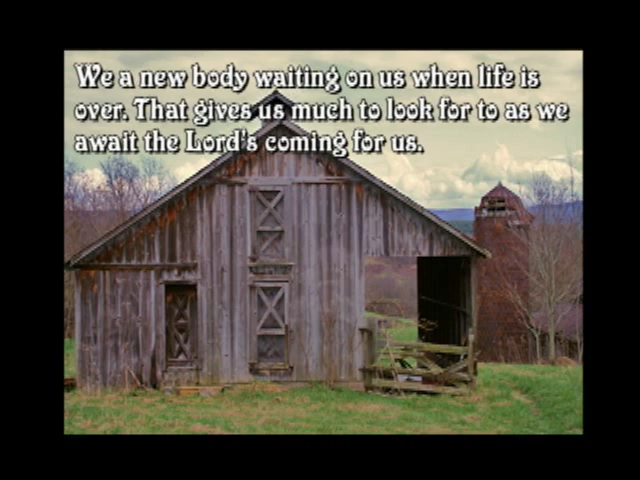 We a new body waiting on us when life is
over. That gives us much to look for to as we
await the Lord's coming for us.